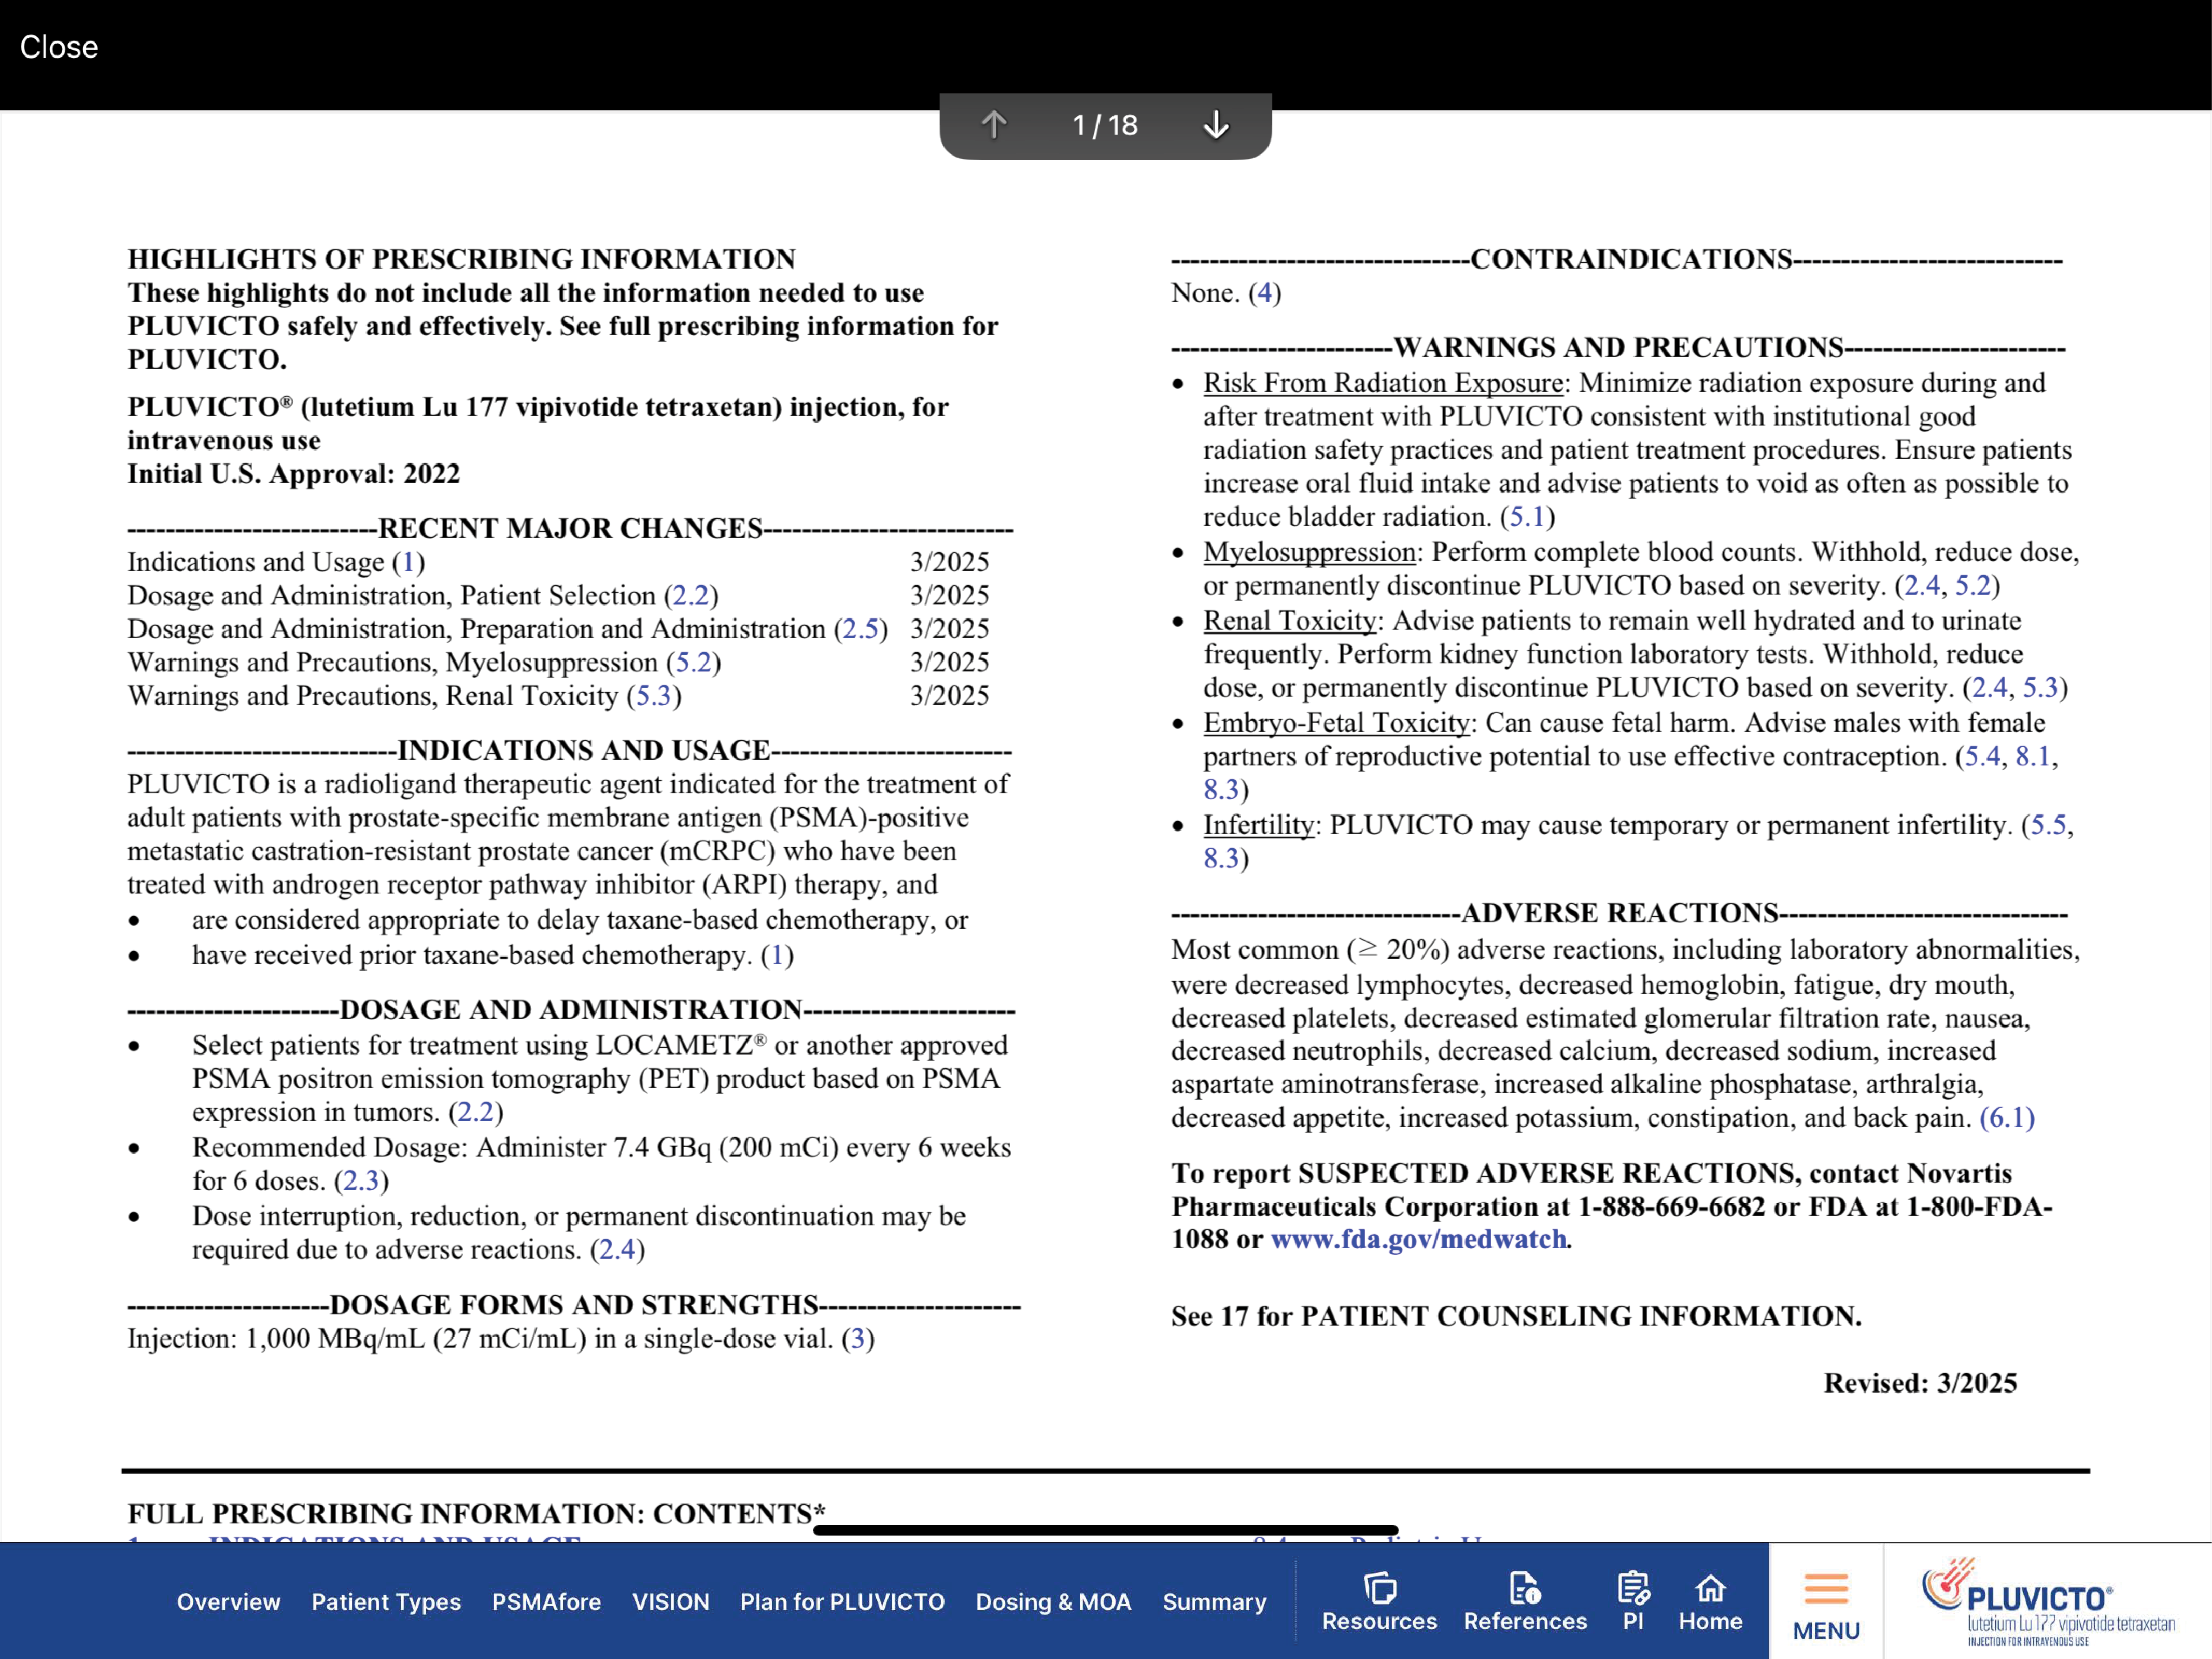 Close
1 / 18
HIGHLIGHTS OF PRESCRIBING INFORMATION
These highlights do not include all the information needed to use
PLUVICTO safely and effectively. See full prescribing information for
PLUVICTO.
PLUVICTO® (lutetium Lu 177 vipivotide tetraxetan) injection, for
intravenous use
Initial U.S. Approval: 2022
--------------------------RECENT MAJOR CHANGES--------------------------
Indications and Usage (1) 3/2025
Dosage and Administration, Patient Selection (2.2) 3/2025
Dosage and Administration, Preparation and Administration (2.5) 3/2025
Warnings and Precautions, Myelosuppression (5.2) 3/2025
Warnings and Precautions, Renal Toxicity (5.3) 3/2025
----------------------------INDICATIONS AND USAGE-------------------------
PLUVICTO is a radioligand therapeutic agent indicated for the treatment of
adult patients with prostate-specific membrane antigen (PSMA)-positive
metastatic castration-resistant prostate cancer (mCRPC) who have been
treated with androgen receptor pathway inhibitor (ARPI) therapy, and
• are considered appropriate to delay taxane-based chemotherapy, or
• have received prior taxane-based chemotherapy. (1)
----------------------DOSAGE AND ADMINISTRATION----------------------
• Select patients for treatment using LOCAMETZ® or another approved
PSMA positron emission tomography (PET) product based on PSMA
expression in tumors. (2.2)
• Recommended Dosage: Administer 7.4 GBq (200 mCi) every 6 weeks
for 6 doses. (2.3)
• Dose interruption, reduction, or permanent discontinuation may be
required due to adverse reactions. (2.4)
---------------------DOSAGE FORMS AND STRENGTHS---------------------
Injection: 1,000 MBq/mL (27 mCi/mL) in a single-dose vial. (3)
-------------------------------CONTRAINDICATIONS----------------------------
None. (4)
-----------------------WARNINGS AND PRECAUTIONS-----------------------
• Risk From Radiation Exposure: Minimize radiation exposure during and
after treatment with PLUVICTO consistent with institutional good
radiation safety practices and patient treatment procedures. Ensure patients
increase oral fluid intake and advise patients to void as often as possible to
reduce bladder radiation. (5.1)
• Myelosuppression: Perform complete blood counts. Withhold, reduce dose,
or permanently discontinue PLUVICTO based on severity. (2.4, 5.2)
• Renal Toxicity: Advise patients to remain well hydrated and to urinate
frequently. Perform kidney function laboratory tests. Withhold, reduce
dose, or permanently discontinue PLUVICTO based on severity. (2.4, 5.3)
• Embryo-Fetal Toxicity: Can cause fetal harm. Advise males with female
partners of reproductive potential to use effective contraception. (5.4, 8.1,
8.3)
• Infertility: PLUVICTO may cause temporary or permanent infertility. (5.5,
8.3)
------------------------------ADVERSE REACTIONS------------------------------
Most common (≥ 20%) adverse reactions, including laboratory abnormalities,
were decreased lymphocytes, decreased hemoglobin, fatigue, dry mouth,
decreased platelets, decreased estimated glomerular filtration rate, nausea,
decreased neutrophils, decreased calcium, decreased sodium, increased
aspartate aminotransferase, increased alkaline phosphatase, arthralgia,
decreased appetite, increased potassium, constipation, and back pain. (6.1)
To report SUSPECTED ADVERSE REACTIONS, contact Novartis
Pharmaceuticals Corporation at 1-888-669-6682 or FDA at 1-800-FDA-
1088 or www.fda.gov/medwatch.
See 17 for PATIENT COUNSELING INFORMATION.
Revised: 3/2025
FULL PRESCRIBING INFORMATION: CONTENTS*
1 INDICATIONS AND USAGE
Overview Patient Types PSMAfore VISION Plan for PLUVICTO Dosing & MOA Summary
Resources References PI Home
MENU
PLUVICTO®
lutetium Lu 177 vipivotide tetraxetan
INJECTION FOR INTRAVENOUS USE